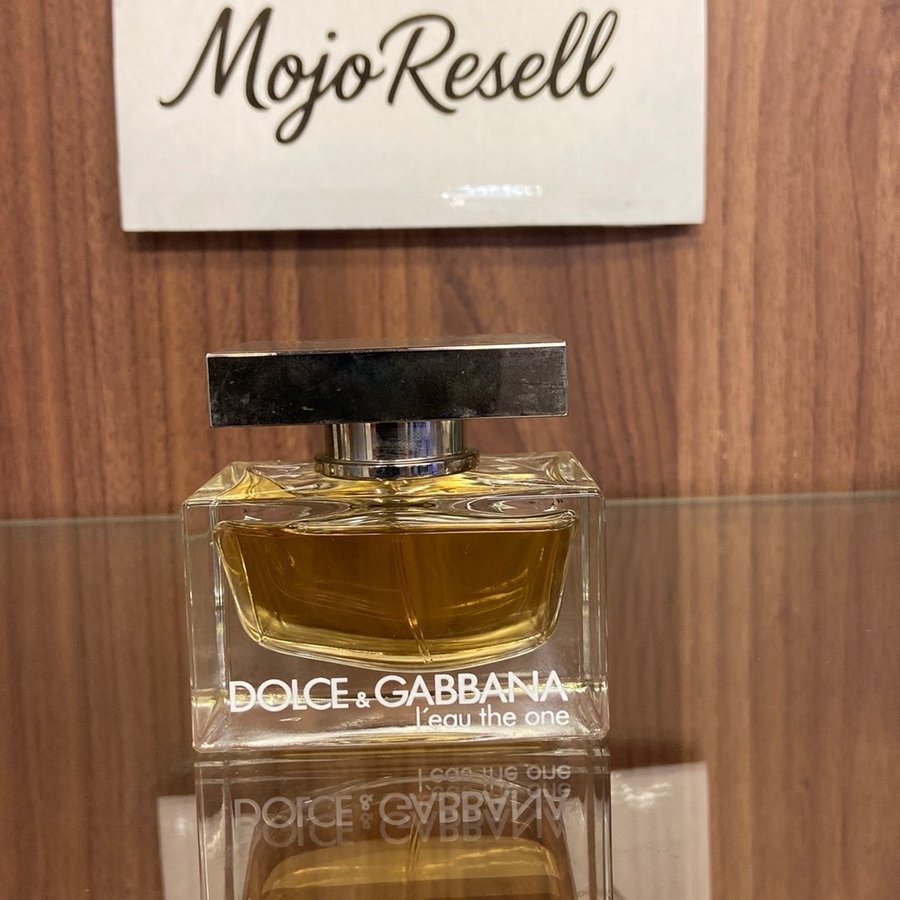 MojoResell
DOLCE & GABBANA
l'eau the one